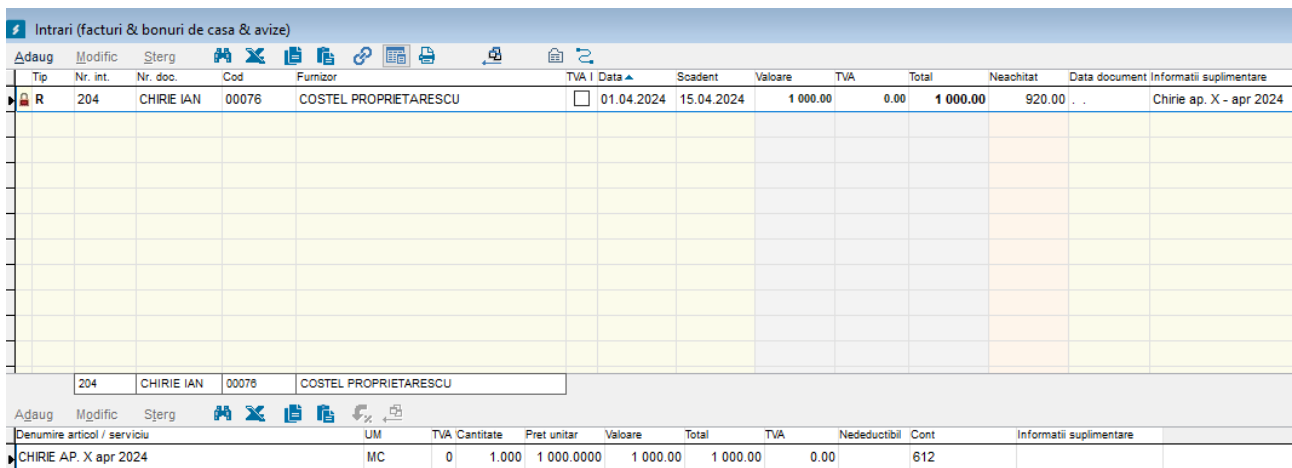 Intrari (facturi & bonuri de casa & avize)
Adaug Modific Sterg
Tip Nr. int. Nr. doc. Cod Furnizor TVA I Data Scadent Valoare TVA Total Neachitat Data document Informatii suplimentare
R 204 CHIRIE IAN 00076 COSTEL PROPRIETARESCU 01.04.2024 15.04.2024 1 000.00 0.00 1 000.00 920.00 . . Chirie ap. X - apr 2024
204 CHIRIE IAN 00076 COSTEL PROPRIETARESCU
Adaug Modific Sterg
Denumire articol / serviciu UM TVA Cantitate Pret unitar Valoare Total TVA Nedeductibil Cont Informatii suplimentare
CHIRIE AP. X apr 2024 MC 0 1.000 1 000.0000 1 000.00 1 000.00 0.00 612